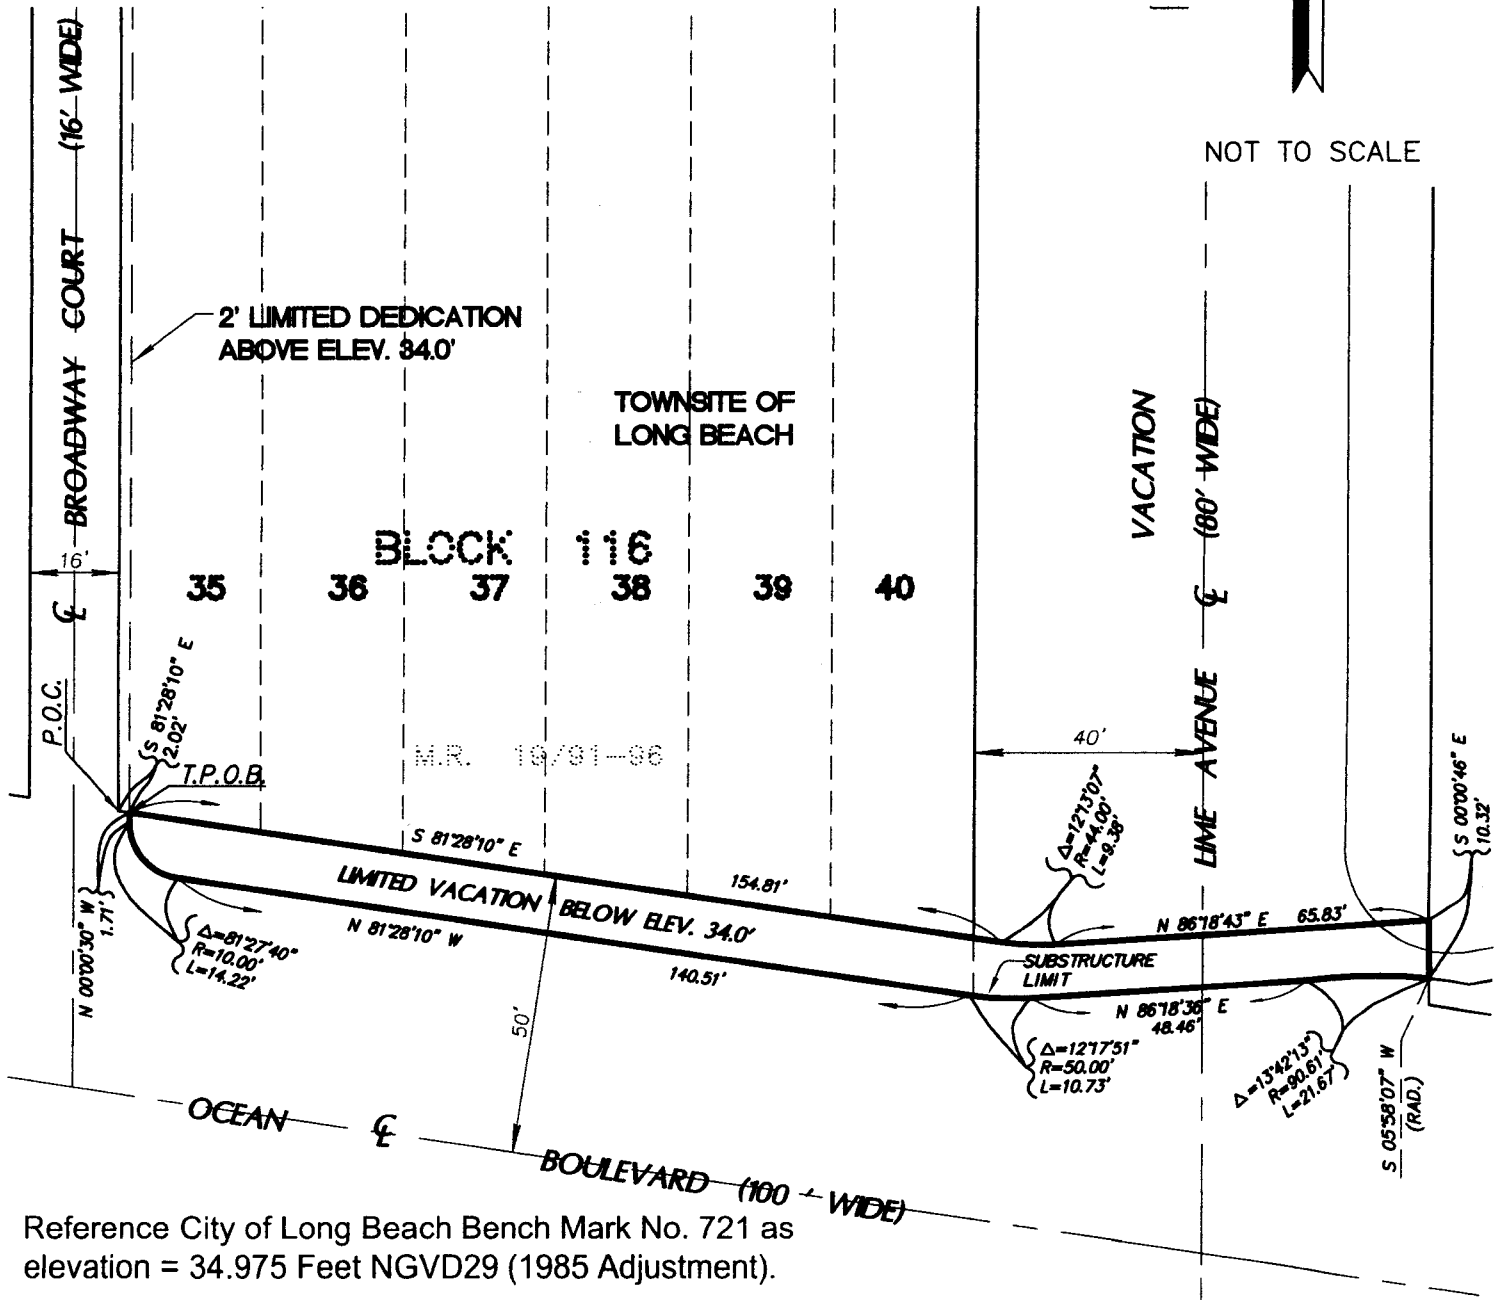 BROADWAY COURT (16' WIDE)
NOT TO SCALE
2' LIMITED DEDICATION
ABOVE ELEV. 34.0'
TOWNSITE OF
LONG BEACH
VACATION
LIME AVENUE ℄ (80' WIDE)
BLOCK 116
16'
℄
35 36 37 38 39 40
P.O.C.
S 81°28'10" E
2.02'
T.P.O.B.
M.R. 19/91-96
40'
Δ=12°13'07"
R=44.00'
L=9.38'
S 00°00'46" E
10.32'
S 81°28'10" E
154.81'
LIMITED VACATION BELOW ELEV. 34.0'
N 86°18'43" E 65.83'
N 00°00'30" W
1.71'
Δ=81°27'40"
R=10.00'
L=14.22'
N 81°28'10" W
140.51'
SUBSTRUCTURE
LIMIT
N 86°18'36" E
48.46'
50'
Δ=12°17'51"
R=50.00'
L=10.73'
Δ=13°42'13"
R=90.61'
L=21.67'
S 05°58'07" W
(RAD.)
OCEAN ℄ BOULEVARD (100' WIDE)
Reference City of Long Beach Bench Mark No. 721 as
elevation = 34.975 Feet NGVD29 (1985 Adjustment).